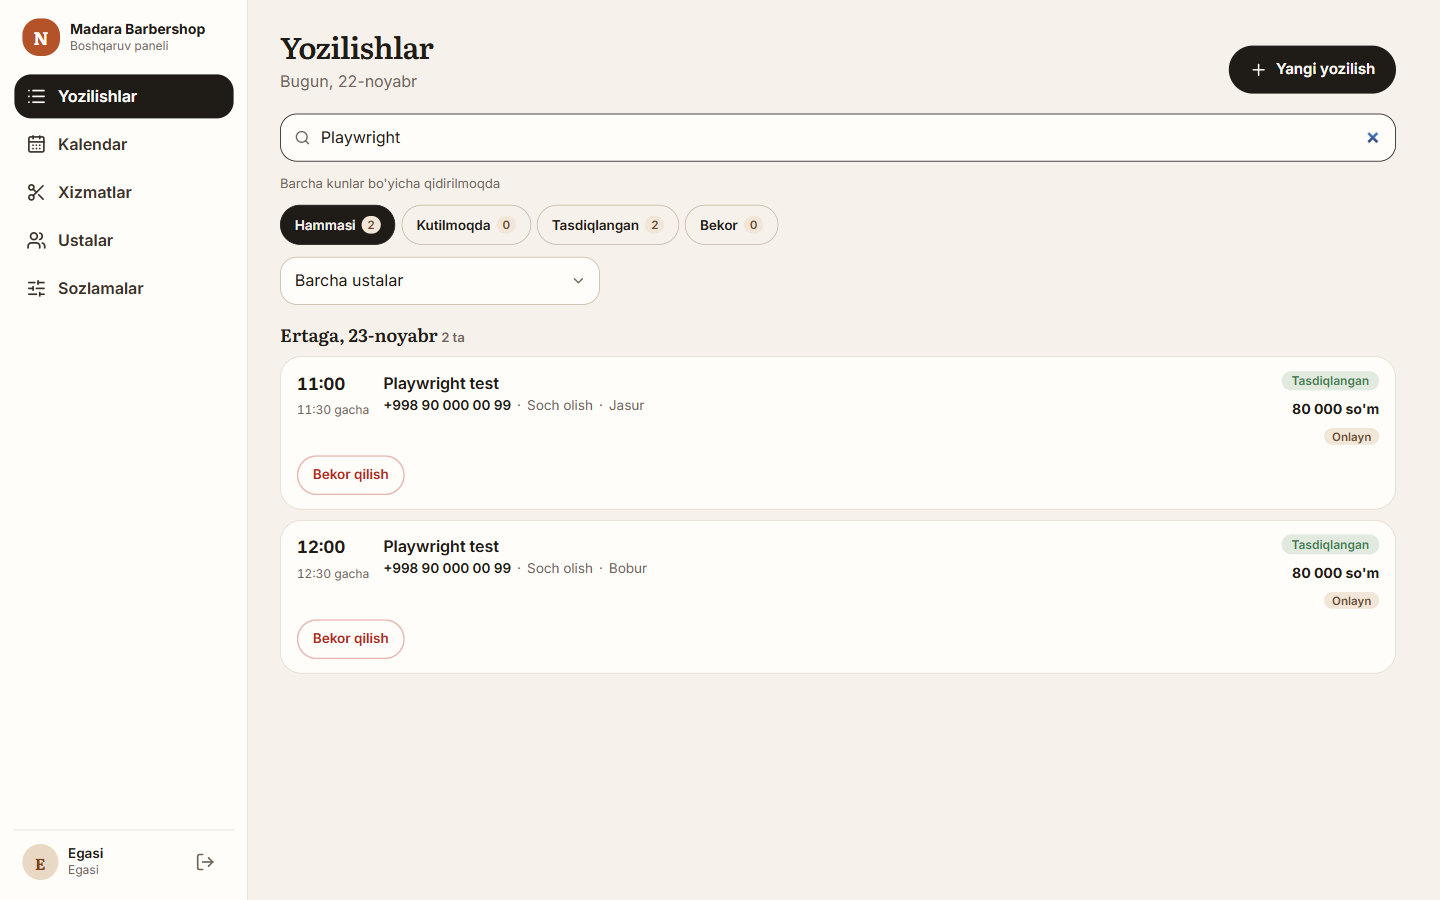 N
Madara Barbershop
Boshqaruv paneli
Yozilishlar
Kalendar
Xizmatlar
Ustalar
Sozlamalar
E
Egasi
Egasi
Yozilishlar
Bugun, 22-noyabr
+ Yangi yozilish
Playwright
Barcha kunlar bo'yicha qidirilmoqda
Hammasi 2 Kutilmoqda 0 Tasdiqlangan 2 Bekor 0
Barcha ustalar
Ertaga, 23-noyabr 2 ta
11:00 Playwright test Tasdiqlangan
11:30 gacha +998 90 000 00 99 · Soch olish · Jasur 80 000 so'm
Onlayn
Bekor qilish
12:00 Playwright test Tasdiqlangan
12:30 gacha +998 90 000 00 99 · Soch olish · Bobur 80 000 so'm
Onlayn
Bekor qilish